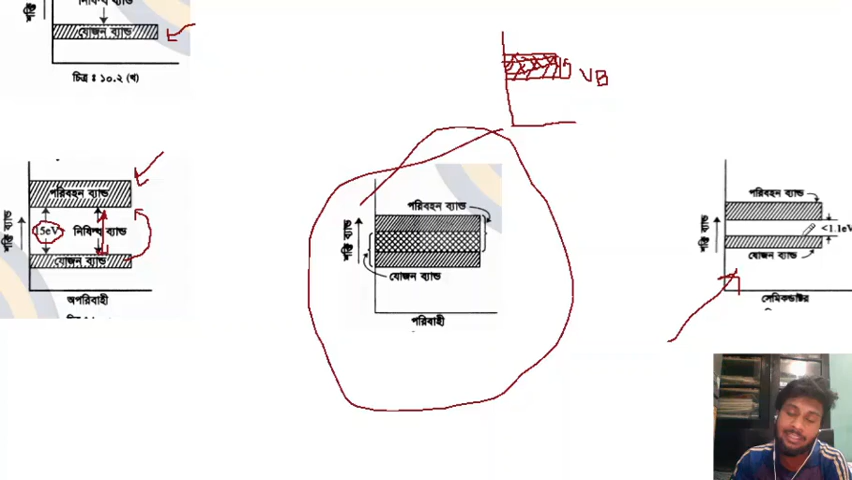 নিষিদ্ধ ব্যান্ড
যোজন ব্যান্ড
চিত্র : ১০.২ (খ)
VB
পরিবহন ব্যান্ড
শক্তি ব্যান্ড
15eV
নিষিদ্ধ ব্যান্ড
যোজন ব্যান্ড
অপরিবাহী
পরিবহন ব্যান্ড
শক্তি ব্যান্ড
যোজন ব্যান্ড
পরিবাহী
পরিবহন ব্যান্ড
শক্তি ব্যান্ড
<1.1eV
যোজন ব্যান্ড
সেমিকন্ডাক্টর